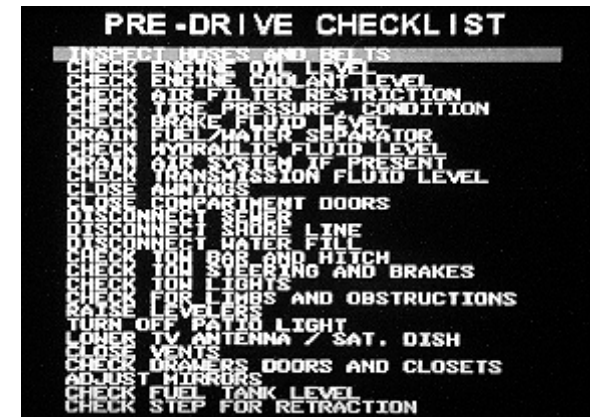 PRE-DRIVE CHECKLIST
INSPECT HOSES AND BELTS
CHECK ENGINE OIL LEVEL
CHECK ENGINE COOLANT LEVEL
CHECK AIR FILTER RESTRICTION
CHECK TIRE PRESSURE, CONDITION
CHECK BRAKE FLUID LEVEL
DRAIN FUEL/WATER SEPARATOR
CHECK HYDRAULIC FLUID LEVEL
DRAIN AIR SYSTEM IF PRESENT
CHECK TRANSMISSION FLUID LEVEL
CLOSE AWNINGS
CLOSE COMPARTMENT DOORS
DISCONNECT SEWER
DISCONNECT SHORE LINE
DISCONNECT WATER FILL
CHECK TOW BAR AND HITCH
CHECK TOW STEERING AND BRAKES
CHECK TOW LIGHTS
CHECK FOR LIMBS AND OBSTRUCTIONS
RAISE LEVELERS
TURN OFF PATIO LIGHT
LOWER TV ANTENNA / SAT. DISH
CLOSE VENTS
CHECK DRAWERS DOORS AND CLOSETS
ADJUST MIRRORS
CHECK FUEL TANK LEVEL
CHECK STEP FOR RETRACTION